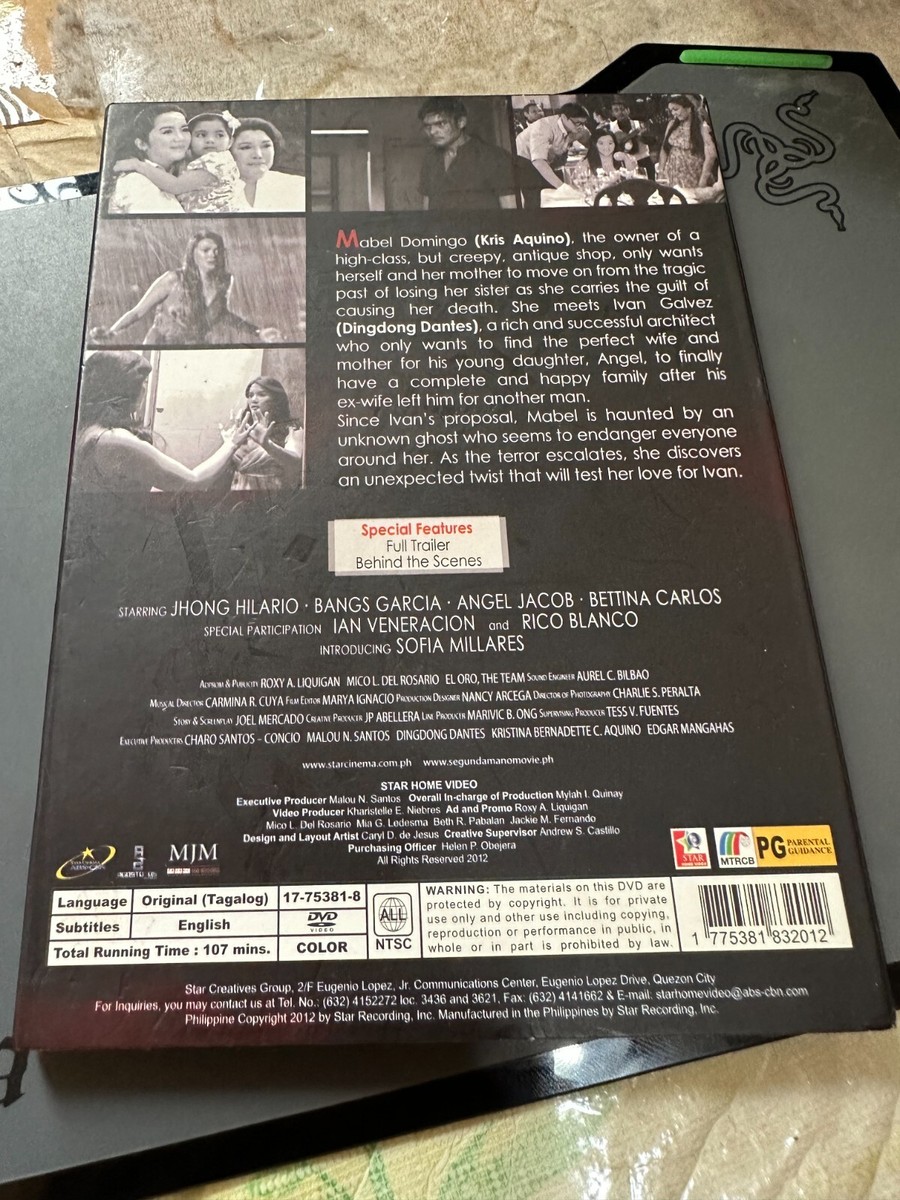 Mabel Domingo (Kris Aquino), the owner of a
high-class, but creepy, antique shop, only wants
herself and her mother to move on from the tragic
past of losing her sister as she carries the guilt of
causing her death. She meets Ivan Galvez
(Dingdong Dantes), a rich and successful architect
who only wants to find the perfect wife and
mother for his young daughter, Angel, to finally
have a complete and happy family after his
ex-wife left him for another man.
Since Ivan's proposal, Mabel is haunted by an
unknown ghost who seems to endanger everyone
around her. As the terror escalates, she discovers
an unexpected twist that will test her love for Ivan.
Special Features
Full Trailer
Behind the Scenes
STARRING JHONG HILARIO · BANGS GARCIA · ANGEL JACOB · BETTINA CARLOS
SPECIAL PARTICIPATION IAN VENERACION and RICO BLANCO
INTRODUCING SOFIA MILLARES
ADPROM & PUBLICITY ROXY A. LIQUIGAN MICO L. DEL ROSARIO EL ORO, THE TEAM SOUND ENGINEER AUREL C. BILBAO
MUSICAL DIRECTOR CARMINA R. CUYA FILM EDITOR MARYA IGNACIO PRODUCTION DESIGNER NANCY ARCEGA DIRECTOR OF PHOTOGRAPHY CHARLIE S. PERALTA
STORY & SCREENPLAY JOEL MERCADO CREATIVE PRODUCER JP ABELLERA LINE PRODUCER MARIVIC B. ONG SUPERVISING PRODUCER TESS V. FUENTES
EXECUTIVE PRODUCERS CHARO SANTOS - CONCIO MALOU N. SANTOS DINGDONG DANTES KRISTINA BERNADETTE C. AQUINO EDGAR MANGAHAS
www.starcinema.com.ph www.segundamanomovie.ph
STAR HOME VIDEO
Executive Producer Malou N. Santos Overall In-charge of Production Mylah I. Quinay
Video Producer Kharistelle E. Niebres Ad and Promo Roxy A. Liquigan
Mico L. Del Rosario Mia G. Ledesma Beth R. Pabalan Jackie M. Fernando
Design and Layout Artist Caryl D. de Jesus Creative Supervisor Andrew S. Castillo
Purchasing Officer Helen P. Obejera
All Rights Reserved 2012
MJM
STAR
HOME VIDEO
MTRCB
PG PARENTAL GUIDANCE
Language Original (Tagalog) 17-75381-8
Subtitles English DVD VIDEO
Total Running Time : 107 mins. COLOR
ALL
NTSC
WARNING: The materials on this DVD are
protected by copyright. It is for private
use only and other use including copying,
reproduction or performance in public, in
whole or in part is prohibited by law.
1 775381 832012
Star Creatives Group, 2/F Eugenio Lopez, Jr. Communications Center, Eugenio Lopez Drive, Quezon City
For Inquiries, you may contact us at Tel. No.: (632) 4152272 loc. 3436 and 3621, Fax: (632) 4141662 & E-mail: starhomevideo@abs-cbn.com
Philippine Copyright 2012 by Star Recording, Inc. Manufactured in the Philippines by Star Recording, Inc.